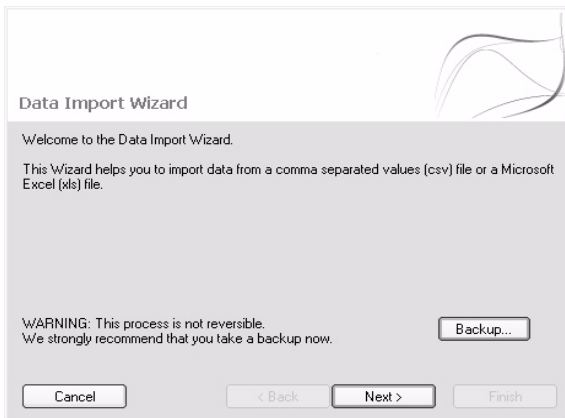 Data Import Wizard
Welcome to the Data Import Wizard.
This Wizard helps you to import data from a comma separated values (csv) file or a Microsoft
Excel (xls) file.
WARNING: This process is not reversible.
We strongly recommend that you take a backup now.
Backup...
Cancel
< Back
Next >
Finish